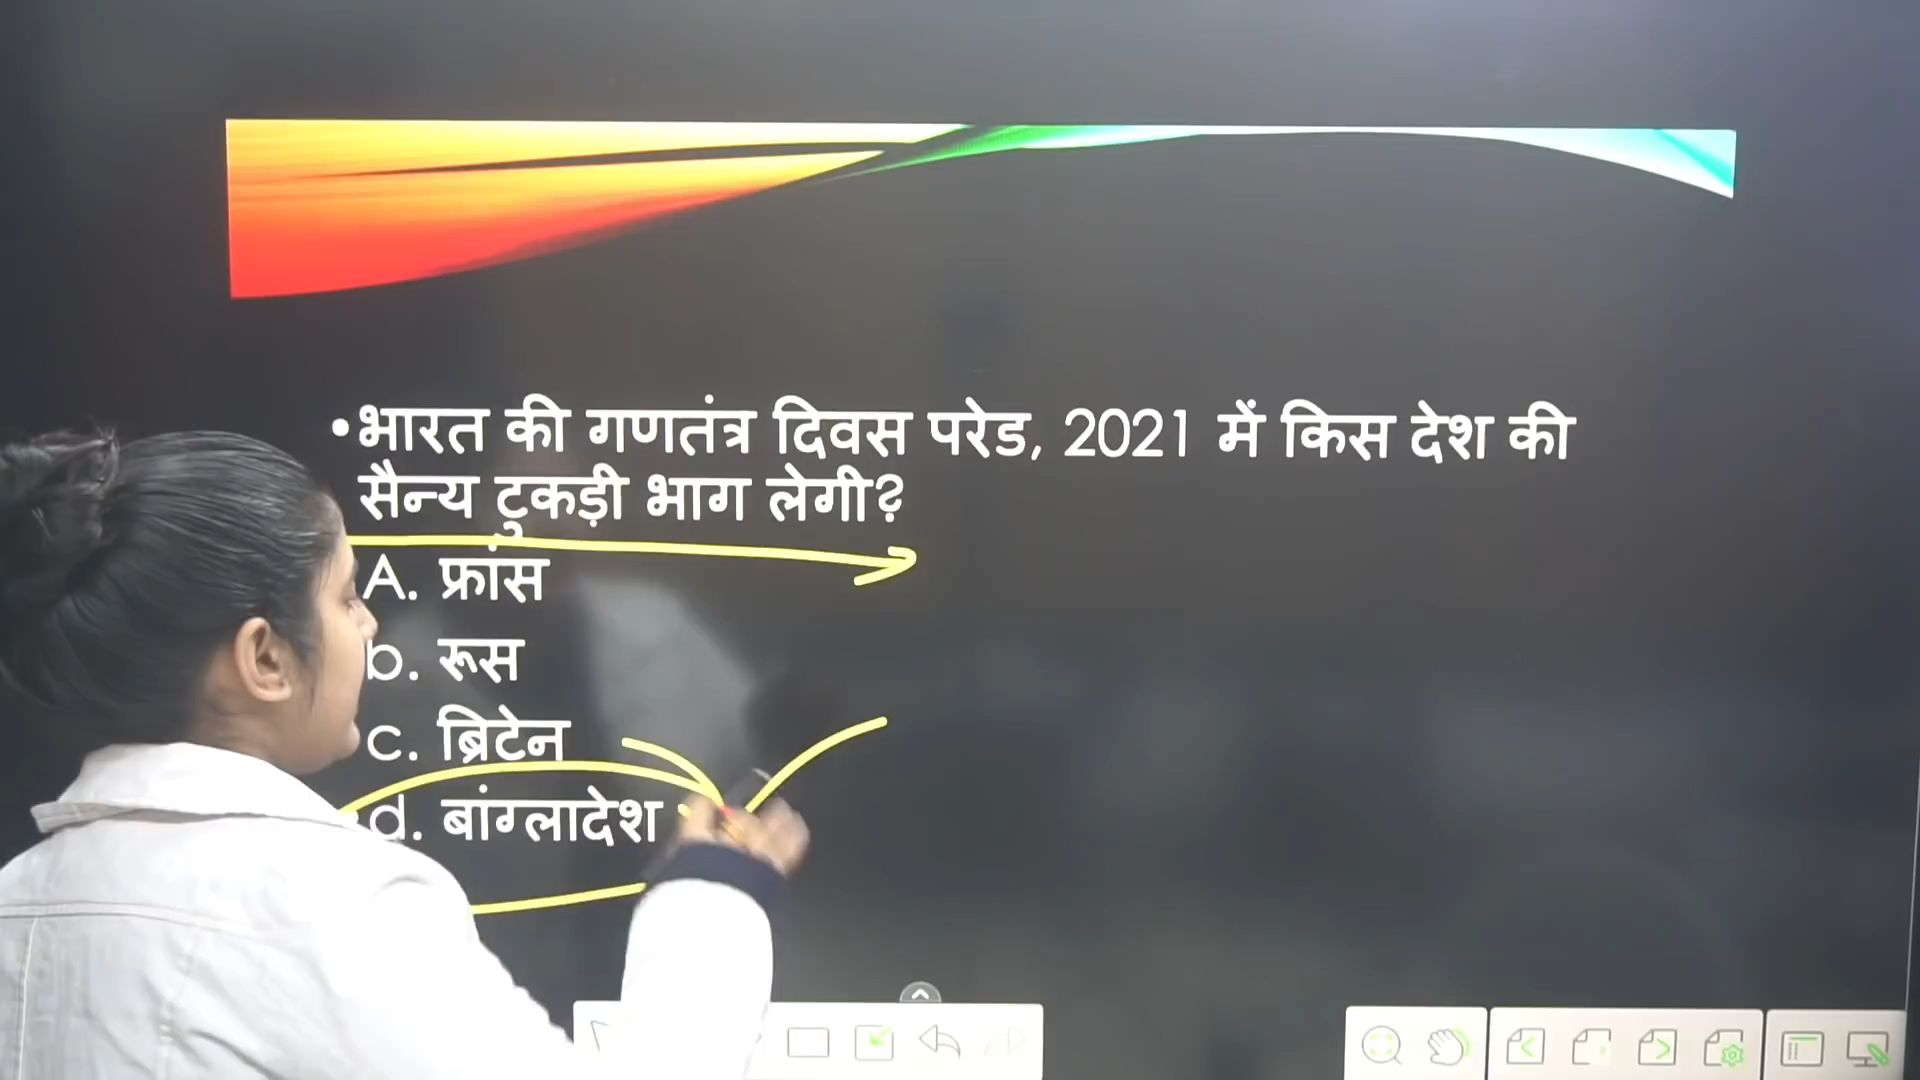 •भारत की गणतंत्र दिवस परेड, 2021 में किस देश की
सैन्य टुकड़ी भाग लेगी?
A. फ्रांस
b. रूस
c. ब्रिटेन
d. बांग्लादेश